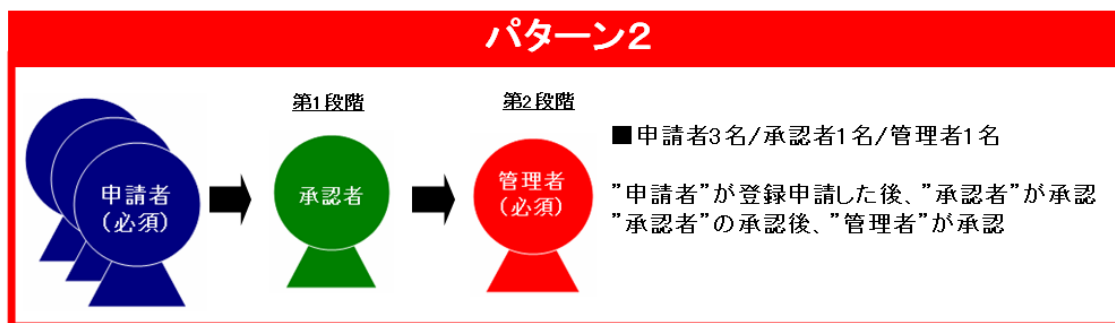 パターン2
第1段階
第2段階
申請者
(必須)
承認者
管理者
(必須)
■申請者3名/承認者1名/管理者1名
”申請者”が登録申請した後、”承認者”が承認
”承認者”の承認後、”管理者”が承認